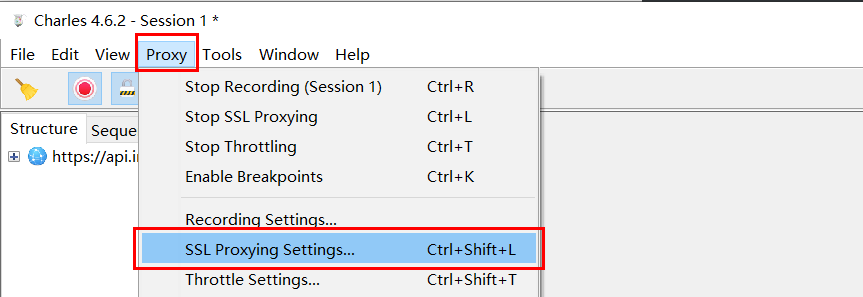 Charles 4.6.2 - Session 1 *
File Edit View Proxy Tools Window Help
Stop Recording (Session 1) Ctrl+R
Stop SSL Proxying Ctrl+L
Stop Throttling Ctrl+T
Enable Breakpoints Ctrl+K
Structure
https://api.i
Recording Settings...
SSL Proxying Settings... Ctrl+Shift+L
Throttle Settings... Ctrl+Shift+T